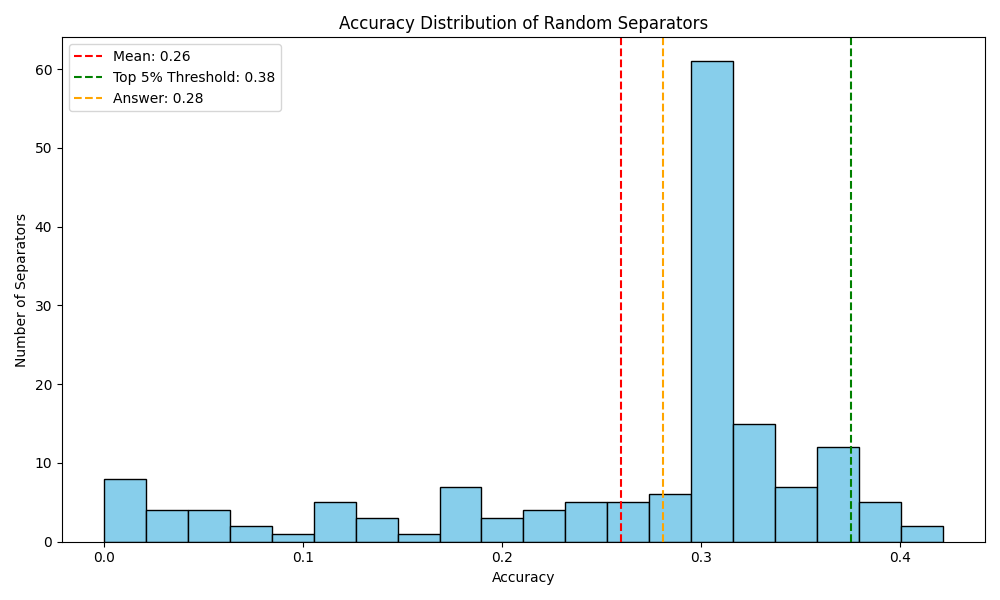 Accuracy Distribution of Random Separators
Mean: 0.26
Top 5% Threshold: 0.38
Answer: 0.28
Number of Separators
60
50
40
30
20
10
0
0.0 0.1 0.2 0.3 0.4
Accuracy